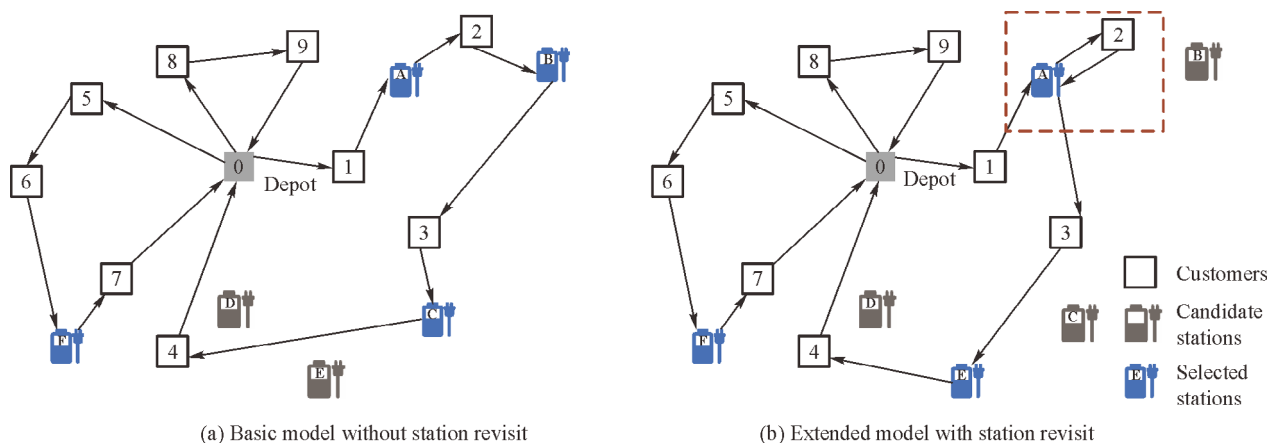 8
9
2
A
B
5
0
1
6
Depot
3
7
D
C
F
4
E
(a) Basic model without station revisit
8
9
2
A
B
5
0
1
6
Depot
3
7
D
C
F
4
E
Customers
Candidate
stations
E
Selected
stations
(b) Extended model with station revisit